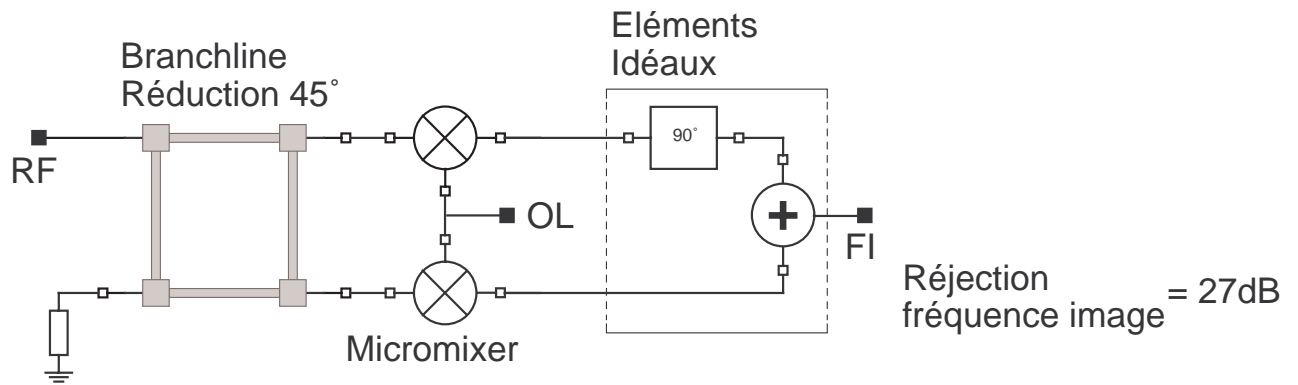 Eléments
Idéaux
Branchline
Réduction 45°
90°
RF
OL
+
FI
Réjection
fréquence image = 27dB
Micromixer